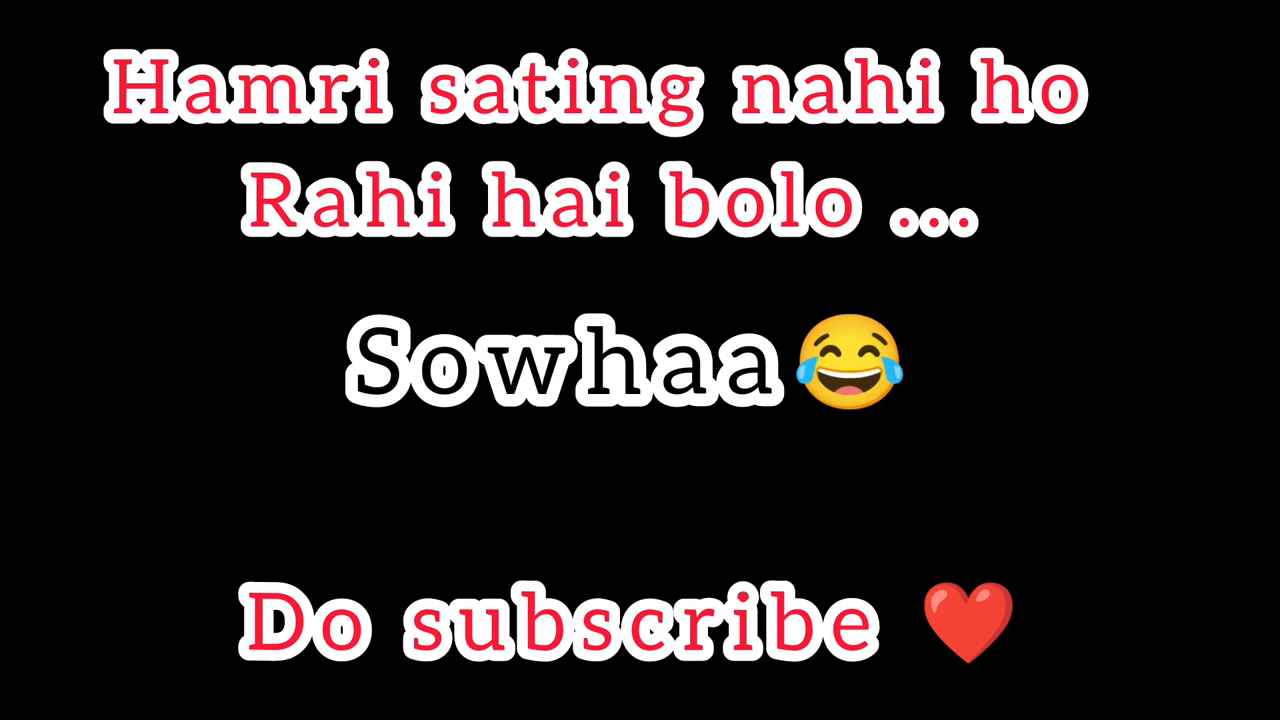 Hamri sating nahi ho
Rahi hai bolo ...
Sowhaa😂
Do subscribe ❤️